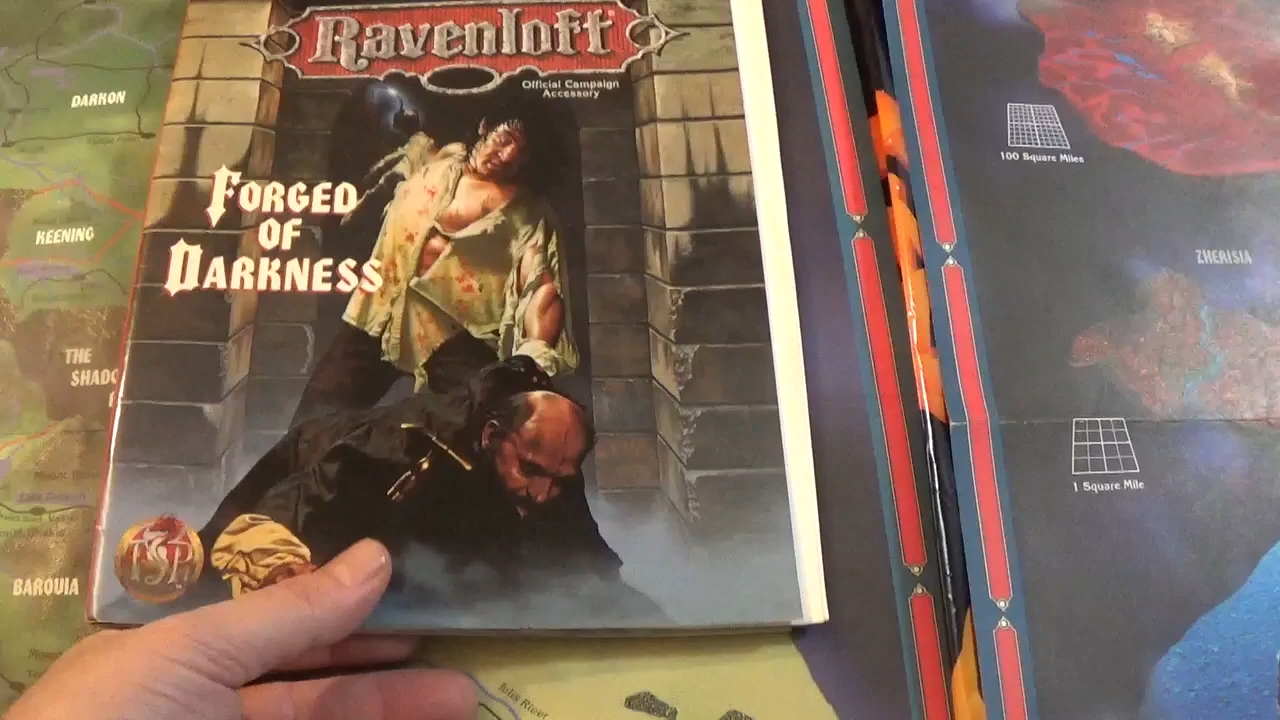 Ravenloft
Official Campaign
Accessory
FORGED
OF
DARKNESS
TSR
DARKON
KEENING
THE
SHADO
BAROVIA
100 Square Miles
ZHERISIA
1 Square Mile
River